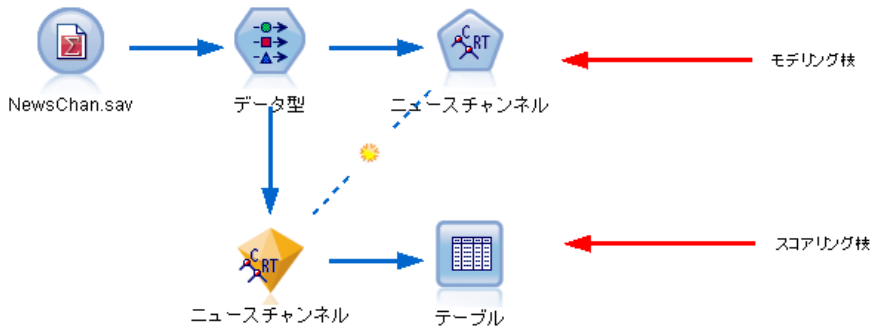 C RT
モデリング枝
NewsChan.sav
データ型
ニュースチャンネル
C RT
スコアリング枝
ニュースチャンネル
テーブル